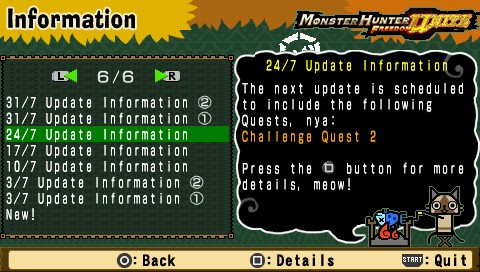 Information
MONSTER HUNTER
FREEDOM UNITE
L 6/6 R
31/7 Update Information ②
31/7 Update Information ①
24/7 Update Information
17/7 Update Information
10/7 Update Information
3/7 Update Information ②
3/7 Update Information ①
New!
24/7 Update Information
The next update is scheduled
to include the following
Quests, nya:
Challenge Quest 2
Press the □ button for more
details, meow!
○: Back
□: Details
START: Quit